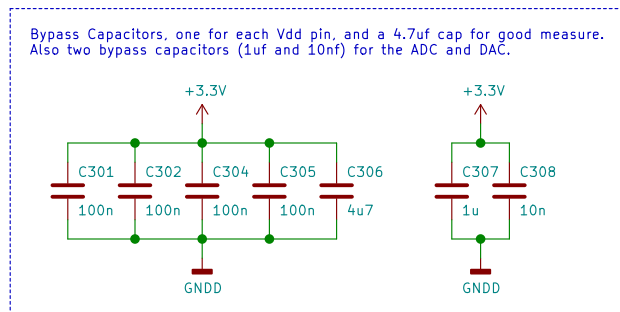 Bypass Capacitors, one for each Vdd pin, and a 4.7uf cap for good measure.
Also two bypass capacitors (1uf and 10nf) for the ADC and DAC.
+3.3V +3.3V
C301 C302 C304 C305 C306 C307 C308
100n 100n 100n 100n 4u7 1u 10n
GNDD GNDD